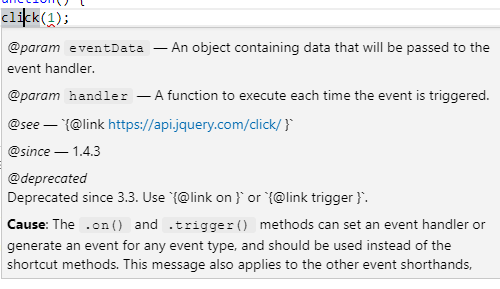 unction() {
click(1);
@param eventData — An object containing data that will be passed to the
event handler.
@param handler — A function to execute each time the event is triggered.
@see — `{@link https://api.jquery.com/click/ }`
@since — 1.4.3
@deprecated
Deprecated since 3.3. Use `{@link on }` or `{@link trigger }`.
Cause: The .on() and .trigger() methods can set an event handler or
generate an event for any event type, and should be used instead of the
shortcut methods. This message also applies to the other event shorthands,